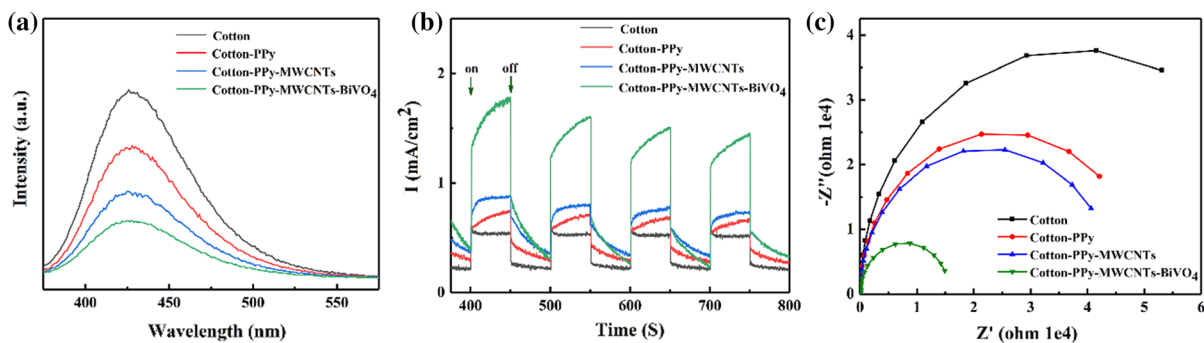 (a)
Cotton
Cotton-PPy
Cotton-PPy-MWCNTs
Cotton-PPy-MWCNTs-BiVO4
Intensity (a.u.)
400 450 500 550
Wavelength (nm)
(b)
Cotton
Cotton-PPy
Cotton-PPy-MWCNTs
Cotton-PPy-MWCNTs-BiVO4
on off
I (mA/cm2)
2
1
0
400 500 600 700 800
Time (S)
(c)
-Z'' (ohm 1e4)
4
3
2
1
0
Cotton
Cotton-PPy
Cotton-PPy-MWCNTs
Cotton-PPy-MWCNTs-BiVO4
0 1 2 3 4 5 6
Z' (ohm 1e4)